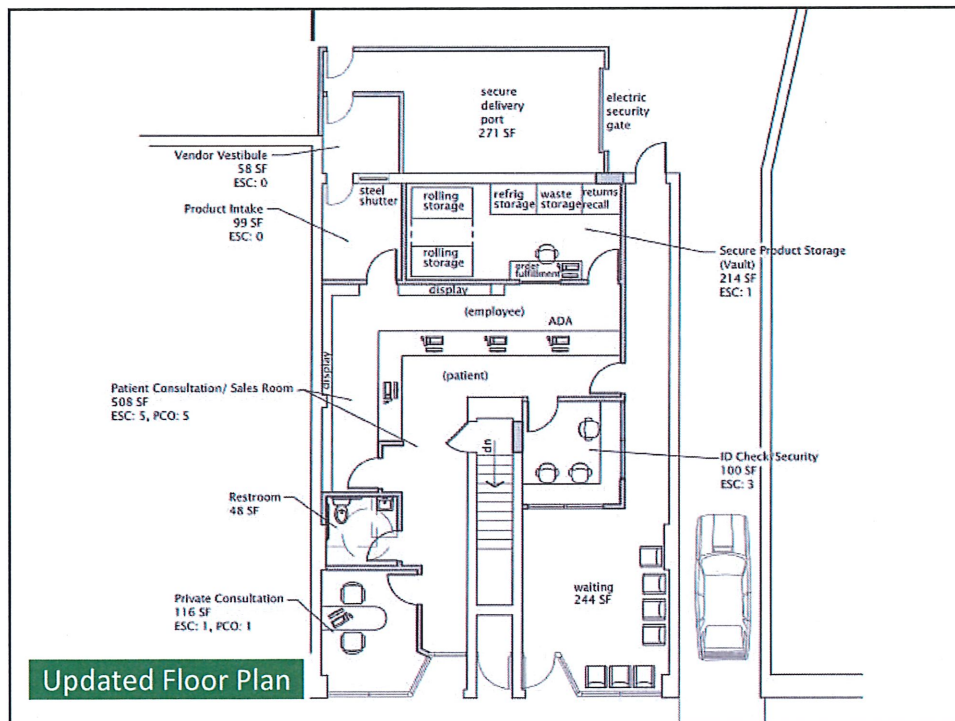 secure
delivery
port
271 SF
electric
security
gate
Vendor Vestibule
58 SF
ESC: 0
steel
shutter
rolling
storage
refrig
storage
waste
storage
returns
recall
Product Intake
99 SF
ESC: 0
rolling
storage
order
fulfillment
Secure Product Storage
(Vault)
214 SF
ESC: 1
display
(employee)
ADA
display
(patient)
Patient Consultation/ Sales Room
508 SF
ESC: 5, PCO: 5
dn
ID Check/Security
100 SF
ESC: 3
Restroom
48 SF
waiting
244 SF
Private Consultation
116 SF
ESC: 1, PCO: 1
Updated Floor Plan